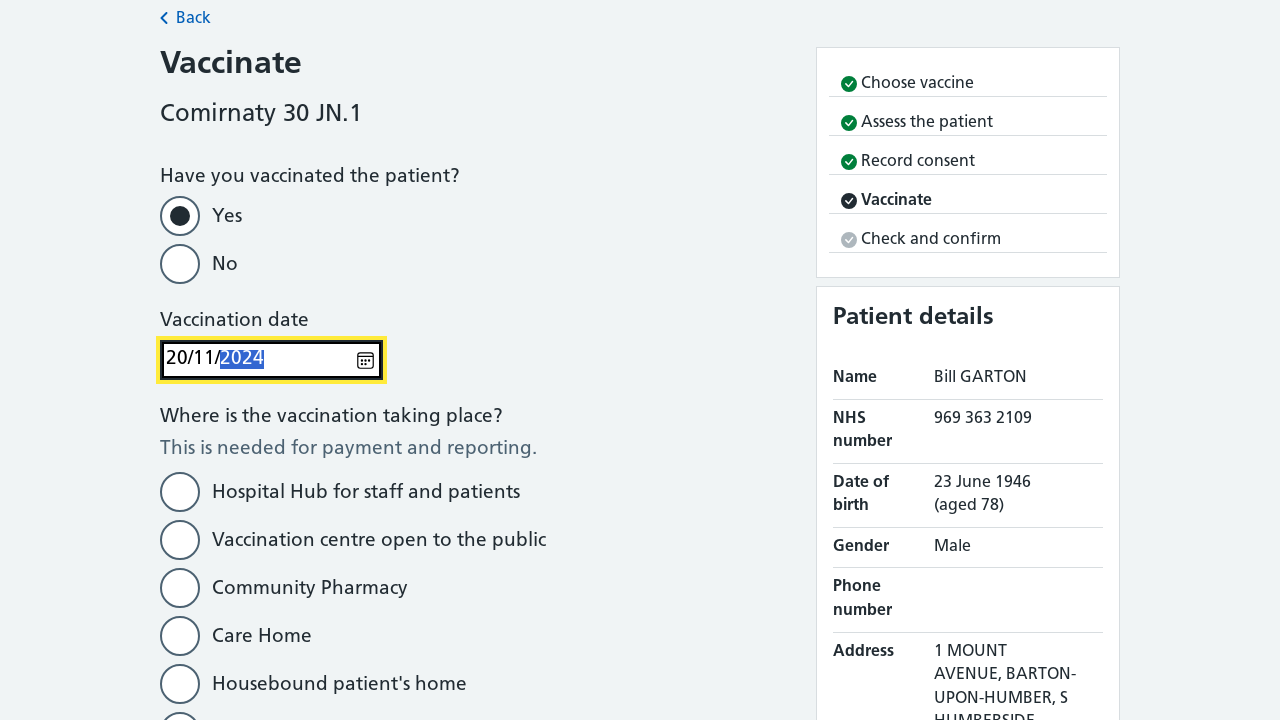 Back
Vaccinate
Comirnaty 30 JN.1
Have you vaccinated the patient?
Yes
No
Vaccination date
20/11/2024
Where is the vaccination taking place?
This is needed for payment and reporting.
Hospital Hub for staff and patients
Vaccination centre open to the public
Community Pharmacy
Care Home
Housebound patient's home
Choose vaccine
Assess the patient
Record consent
Vaccinate
Check and confirm
Patient details
Name Bill GARTON
NHS number 969 363 2109
Date of birth 23 June 1946 (aged 78)
Gender Male
Phone number
Address 1 MOUNT
AVENUE, BARTON-
UPON-HUMBER, S
HUMBERSIDE